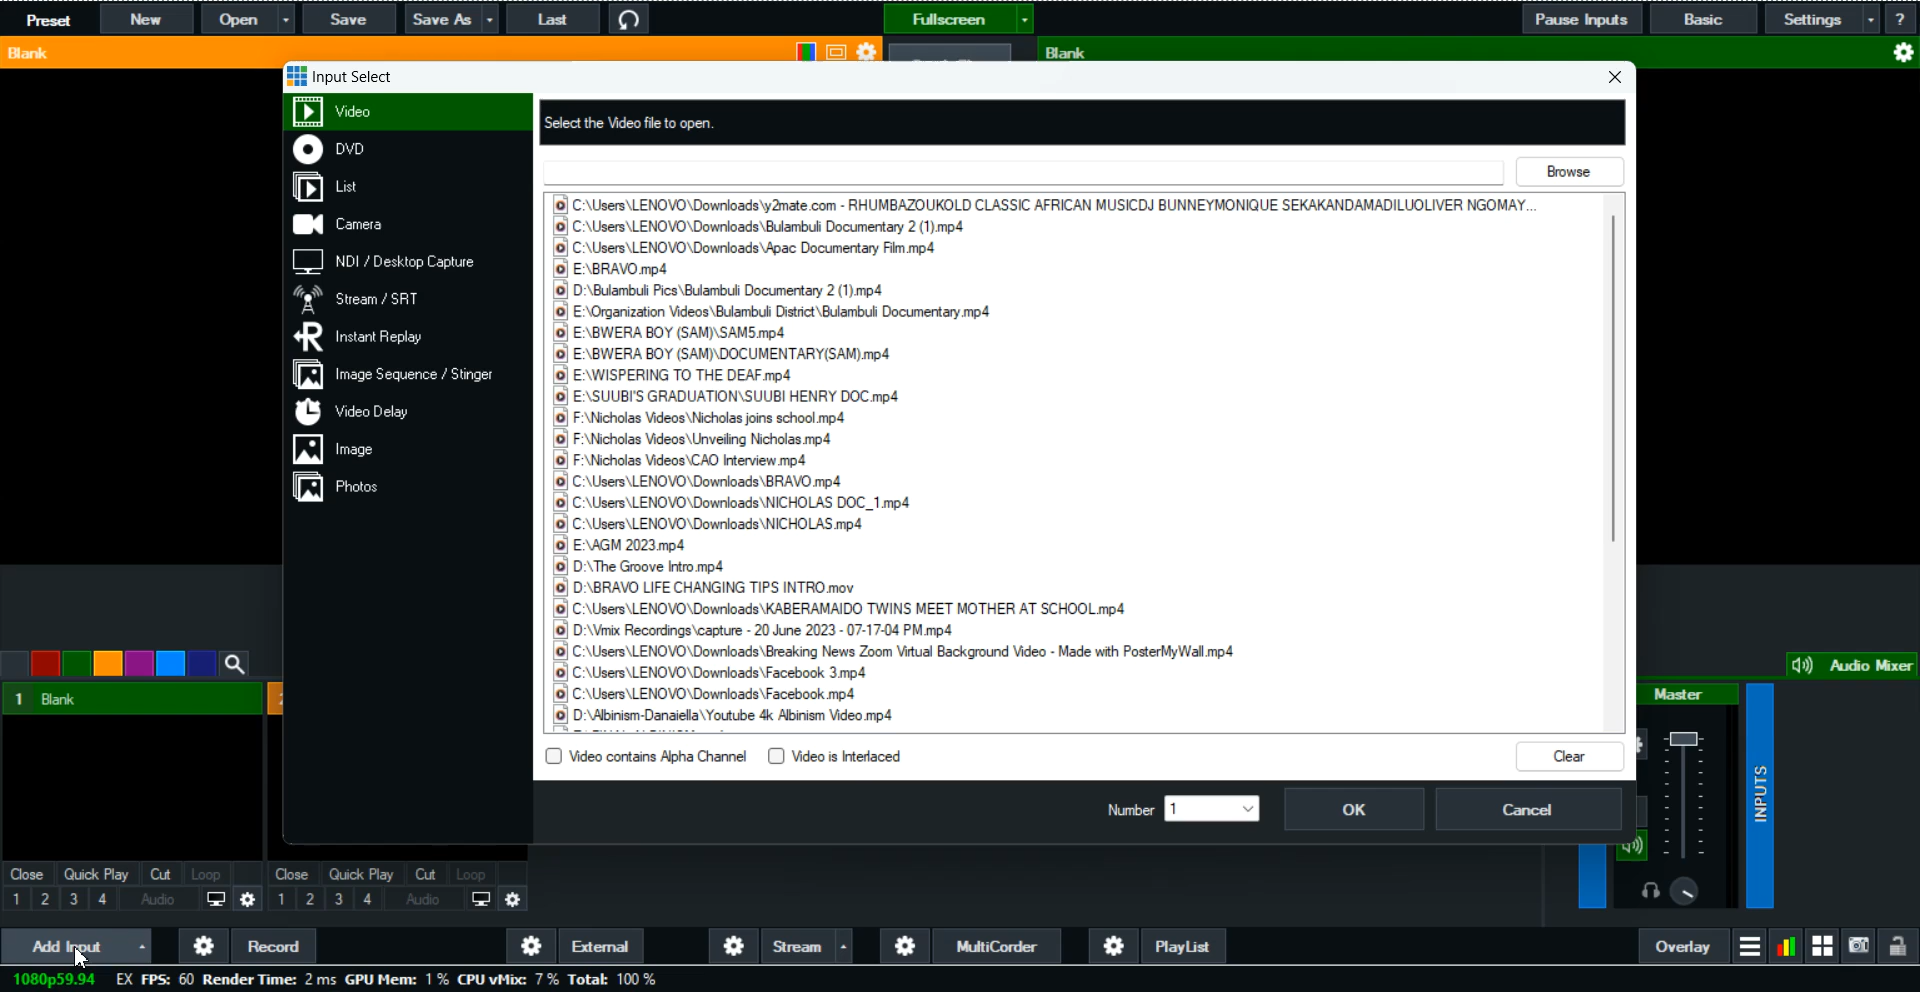 Preset New Open Save Save As Last Fullscreen Pause Inputs Basic Settings ?
Blank Blank
Input Select
Video
DVD
List
Camera
NDI / Desktop Capture
Stream / SRT
Instant Replay
Image Sequence / Stinger
Video Delay
Image
Photos
Select the Video file to open.
Browse
C:\Users\LENOVO\Downloads\y2mate.com - RHUMBAZOUKOLD CLASSIC AFRICAN MUSICDJ BUNNEYMONIQUE SEKAKANDAMADILUOLIVER NGOMAY...
C:\Users\LENOVO\Downloads\Bulambuli Documentary 2 (1).mp4
C:\Users\LENOVO\Downloads\Apac Documentary Film.mp4
E:\BRAVO.mp4
D:\Bulambuli Pics\Bulambuli Documentary 2 (1).mp4
E:\Organization Videos\Bulambuli District\Bulambuli Documentary.mp4
E:\BWERA BOY (SAM)\SAM5.mp4
E:\BWERA BOY (SAM)\DOCUMENTARY(SAM).mp4
E:\WISPERING TO THE DEAF.mp4
E:\SUUBI'S GRADUATION\SUUBI HENRY DOC.mp4
F:\Nicholas Videos\Nicholas joins school.mp4
F:\Nicholas Videos\Unveiling Nicholas.mp4
F:\Nicholas Videos\CAO Interview.mp4
C:\Users\LENOVO\Downloads\BRAVO.mp4
C:\Users\LENOVO\Downloads\NICHOLAS DOC_1.mp4
C:\Users\LENOVO\Downloads\NICHOLAS.mp4
E:\AGM 2023.mp4
D:\The Groove Intro.mp4
D:\BRAVO LIFE CHANGING TIPS INTRO.mov
C:\Users\LENOVO\Downloads\KABERAMAIDO TWINS MEET MOTHER AT SCHOOL.mp4
D:\Vmix Recordings\capture - 20 June 2023 - 07-17-04 PM.mp4
C:\Users\LENOVO\Downloads\Breaking News Zoom Virtual Background Video - Made with PosterMyWall.mp4
C:\Users\LENOVO\Downloads\Facebook 3.mp4
C:\Users\LENOVO\Downloads\Facebook.mp4
D:\Albinism-Danaiella\Youtube 4k Albinism Video.mp4
Video contains Alpha Channel Video is Interlaced Clear
Number 1 OK Cancel
Audio Mixer
Master
INPUTS
1 Blank
Close Quick Play Cut Loop Close Quick Play Cut Loop
1 2 3 4 Audio 1 2 3 4 Audio
Add Input Record External Stream MultiCorder PlayList Overlay
1080p59.94 EX FPS: 60 Render Time: 2 ms GPU Mem: 1 % CPU vMix: 7 % Total: 100 %